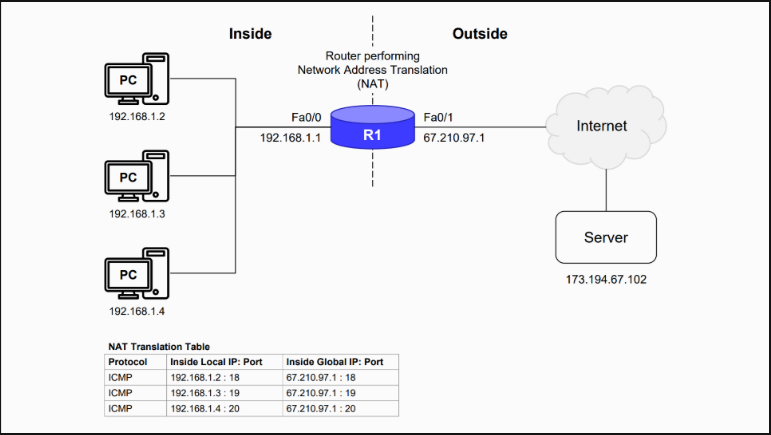 Inside
Outside
Router performing
Network Address Translation
(NAT)
PC
192.168.1.2
Fa0/0
Fa0/1
192.168.1.1
R1
67.210.97.1
Internet
PC
192.168.1.3
Server
173.194.67.102
PC
192.168.1.4
NAT Translation Table
Protocol Inside Local IP: Port Inside Global IP: Port
ICMP 192.168.1.2 : 18 67.210.97.1 : 18
ICMP 192.168.1.3 : 19 67.210.97.1 : 19
ICMP 192.168.1.4 : 20 67.210.97.1 : 20